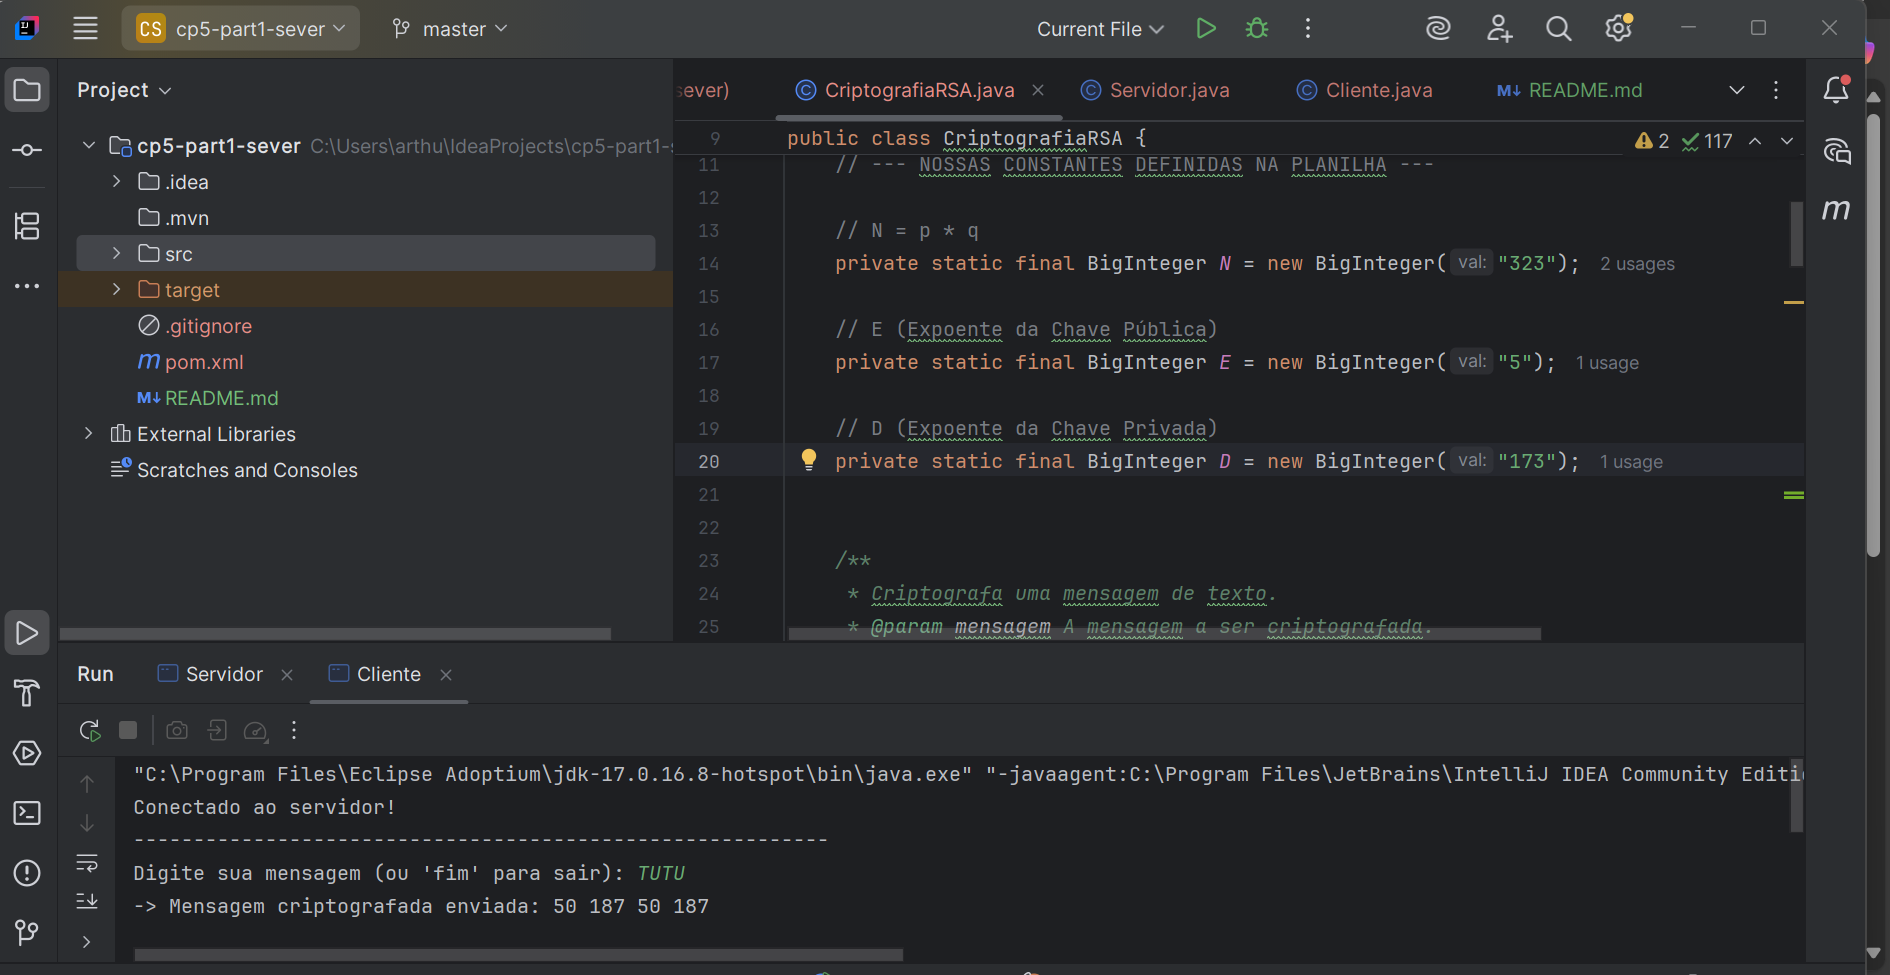 CS cp5-part1-sever master Current File
Project
sever) CriptografiaRSA.java Servidor.java Cliente.java M↓ README.md
cp5-part1-sever C:\Users\arthu\IdeaProjects\cp5-part1-s
.idea
.mvn
src
target
.gitignore
m pom.xml
M↓ README.md
External Libraries
Scratches and Consoles
9 public class CriptografiaRSA { 2 117
11 // --- NOSSAS CONSTANTES DEFINIDAS NA PLANILHA ---
12
13 // N = p * q
14 private static final BigInteger N = new BigInteger( val: "323"); 2 usages
15
16 // E (Expoente da Chave Pública)
17 private static final BigInteger E = new BigInteger( val: "5"); 1 usage
18
19 // D (Expoente da Chave Privada)
20 private static final BigInteger D = new BigInteger( val: "173"); 1 usage
21
22
23 /**
24 * Criptografa uma mensagem de texto.
25 * @param mensagem A mensagem a ser criptografada.
m
Run Servidor Cliente
"C:\Program Files\Eclipse Adoptium\jdk-17.0.16.8-hotspot\bin\java.exe" "-javaagent:C:\Program Files\JetBrains\IntelliJ IDEA Community Editi
Conectado ao servidor!
----------------------------------------------------------
Digite sua mensagem (ou 'fim' para sair): TUTU
-> Mensagem criptografada enviada: 50 187 50 187